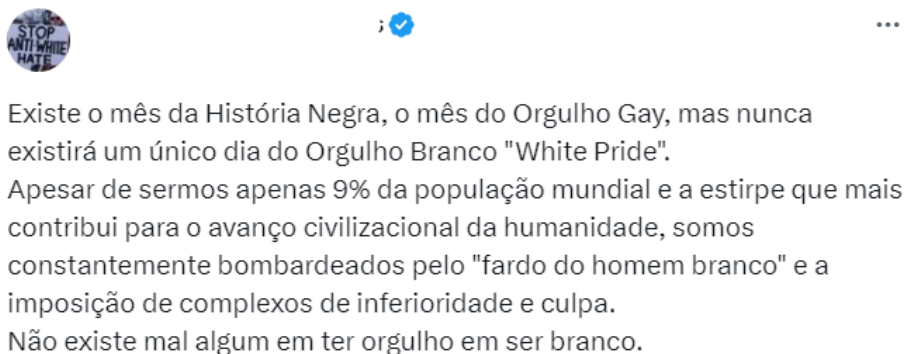 STOP
ANTI-WHITE
HATE
;
Existe o mês da História Negra, o mês do Orgulho Gay, mas nunca
existirá um único dia do Orgulho Branco "White Pride".
Apesar de sermos apenas 9% da população mundial e a estirpe que mais
contribui para o avanço civilizacional da humanidade, somos
constantemente bombardeados pelo "fardo do homem branco" e a
imposição de complexos de inferioridade e culpa.
Não existe mal algum em ter orgulho em ser branco.